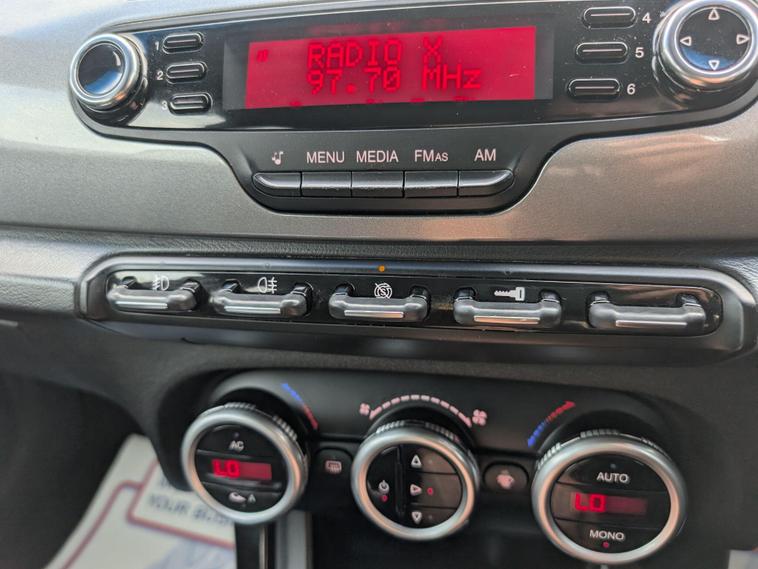 RADIO X
97.70 MHz
1
2
3
4
5
6
MENU MEDIA FMAS AM
AC
LO
A
AUTO
LO
MONO
YOUR